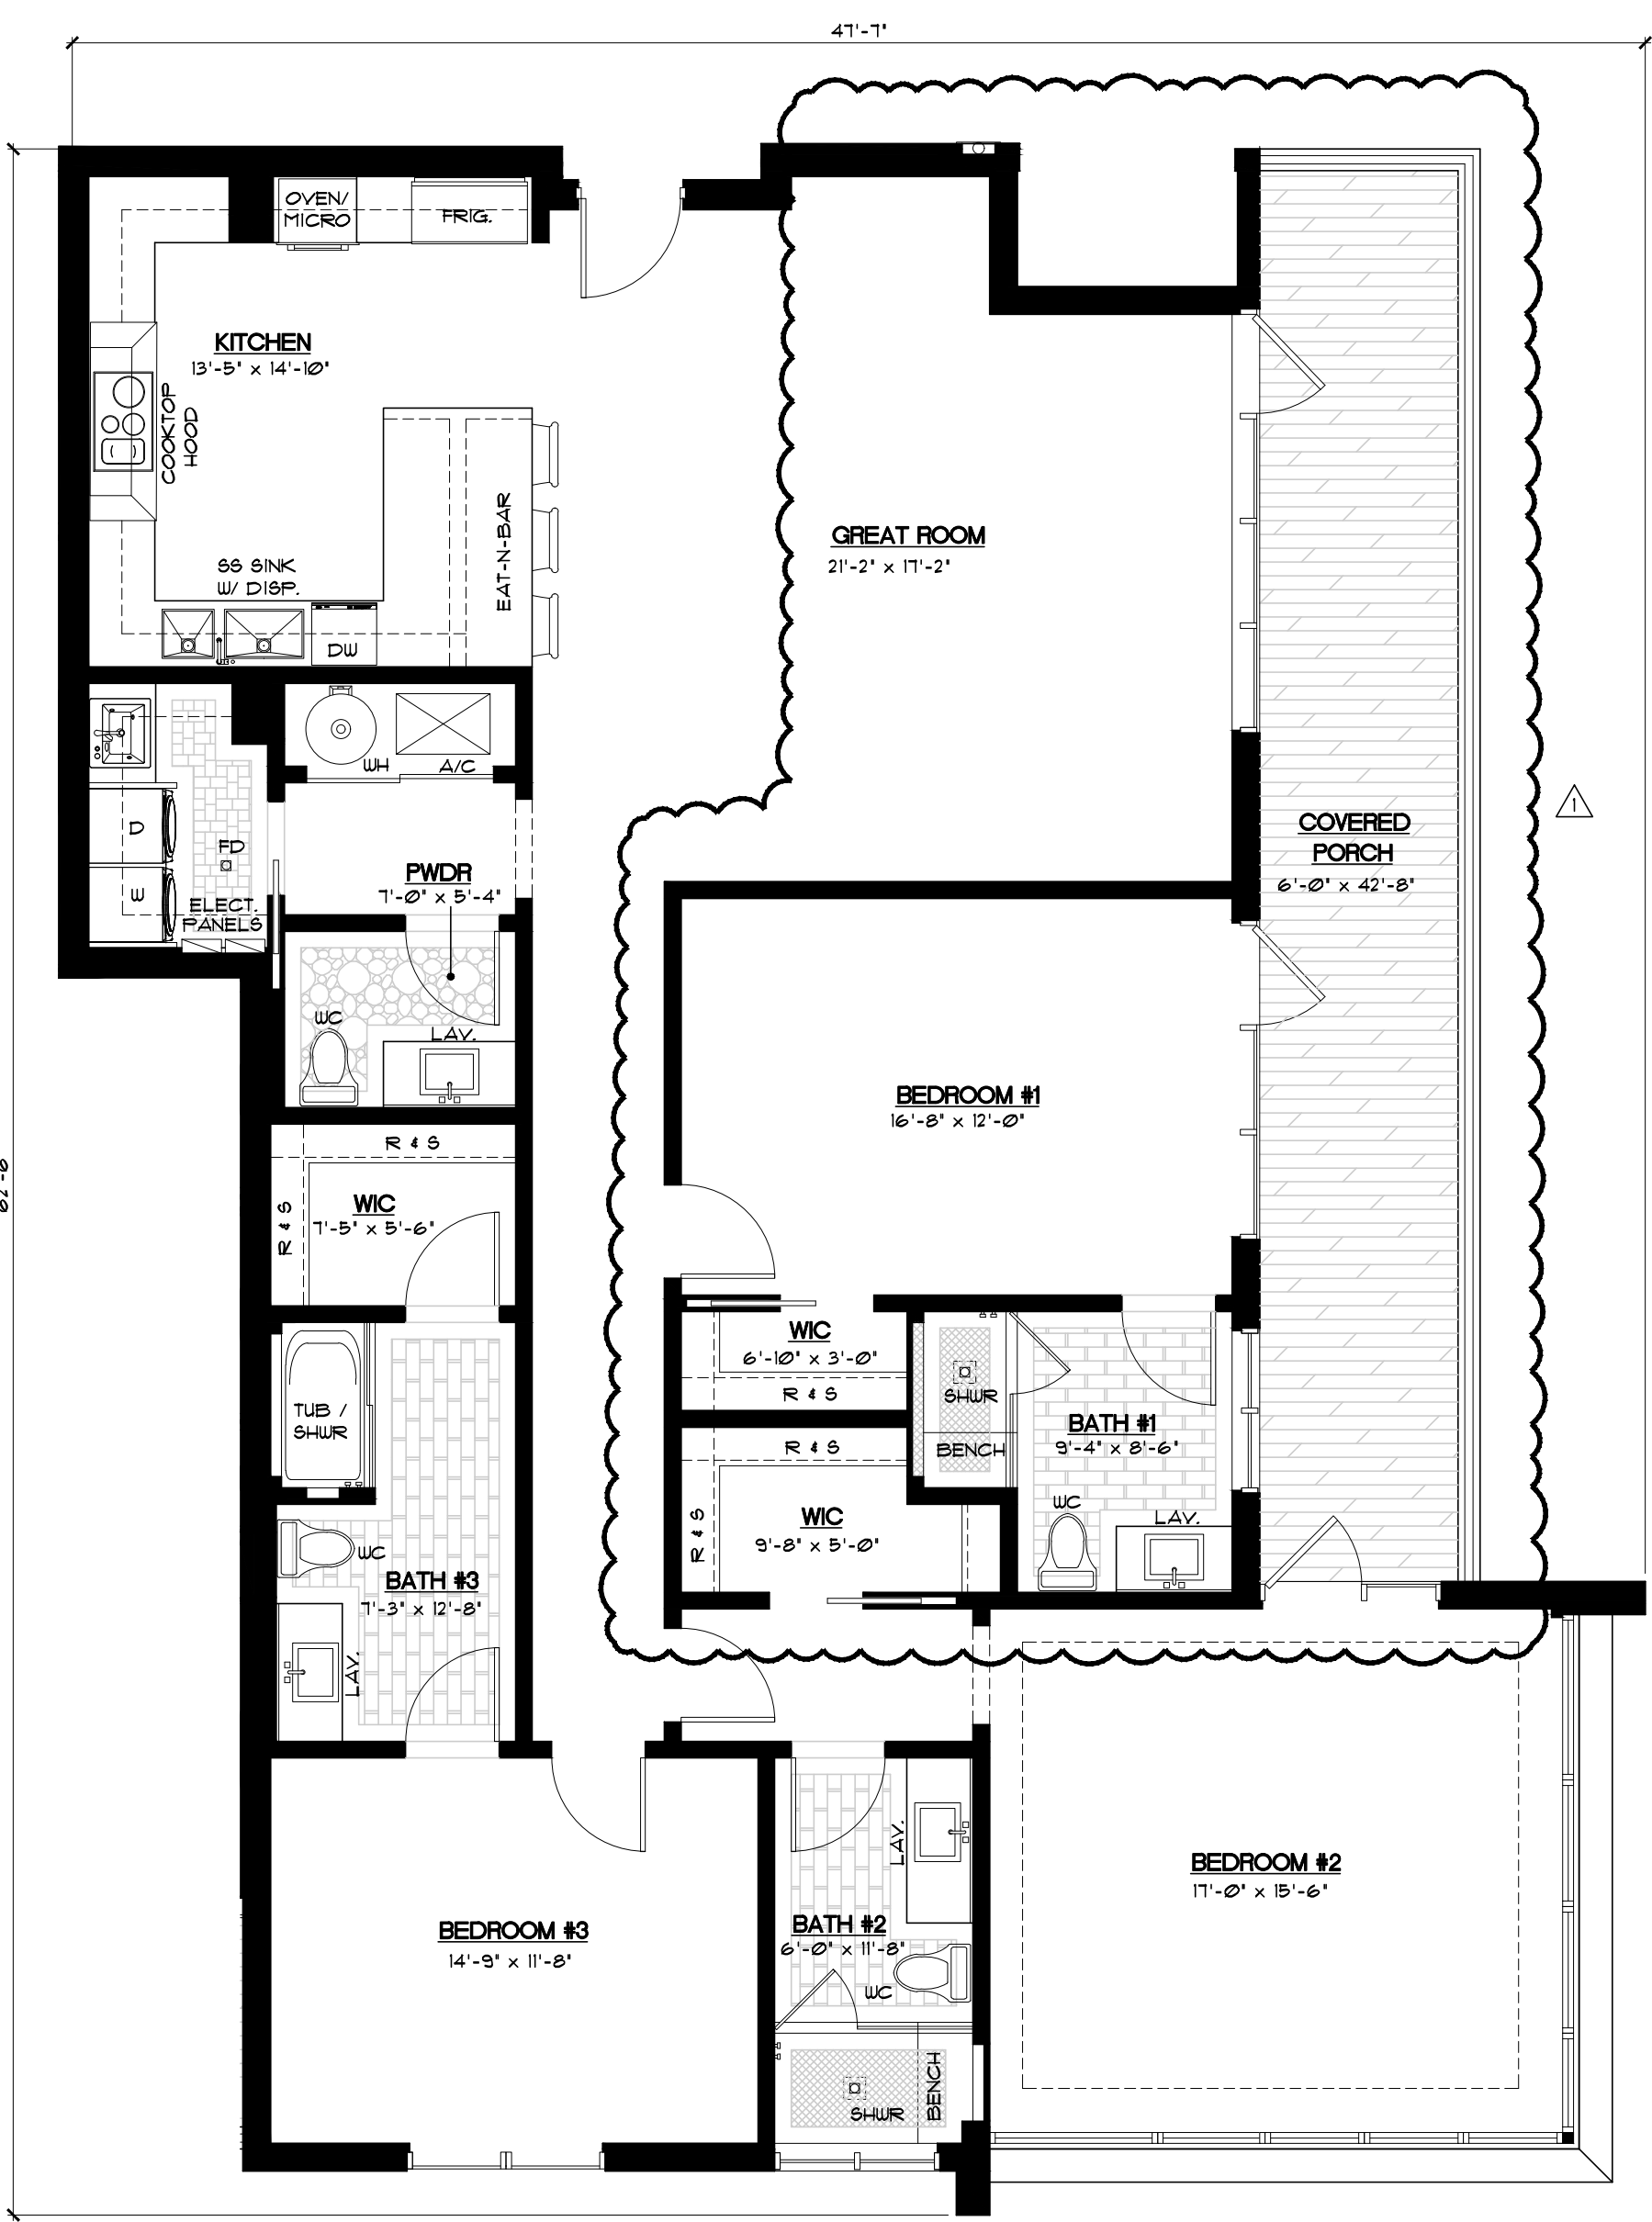 47'-7"
OVEN/
MICRO
FRIG.
KITCHEN
13'-5" x 14'-10"
COOKTOP
HOOD
GREAT ROOM
21'-2" x 17'-2"
EAT-N-BAR
SS SINK
W/ DISP.
DW
WH
A/C
D
FD
W
COVERED
PORCH
6'-0" x 42'-8"
1
PWDR
7'-0" x 5'-4"
ELECT.
PANELS
WC
LAV.
BEDROOM #1
16'-8" x 12'-0"
R & S
62'-6"
WIC
7'-5" x 5'-6"
R & S
WIC
6'-10" x 3'-0"
R & S
SHWR
TUB /
SHWR
BATH #1
9'-4" x 8'-6"
R & S
BENCH
WIC
9'-8" x 5'-0"
R & S
WC
LAV.
WC
BATH #3
7'-3" x 12'-8"
LAV.
BEDROOM #2
17'-0" x 15'-6"
LAV.
BEDROOM #3
14'-9" x 11'-8"
BATH #2
6'-0" x 11'-8"
WC
SHWR
BENCH